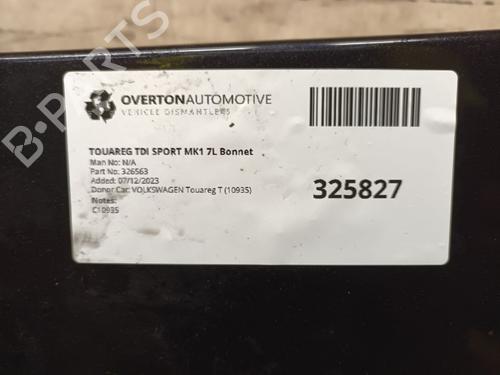 OVERTONAUTOMOTIVE
VEHICLE DISMANTLERS
TOUAREG TDI SPORT MK1 7L Bonnet
Man No: N/A
Part No: 326563
Added: 07/12/2023
Donor Car: VOLKSWAGEN Touareg T (10935)
Notes:
C10935
325827
B-PARTS